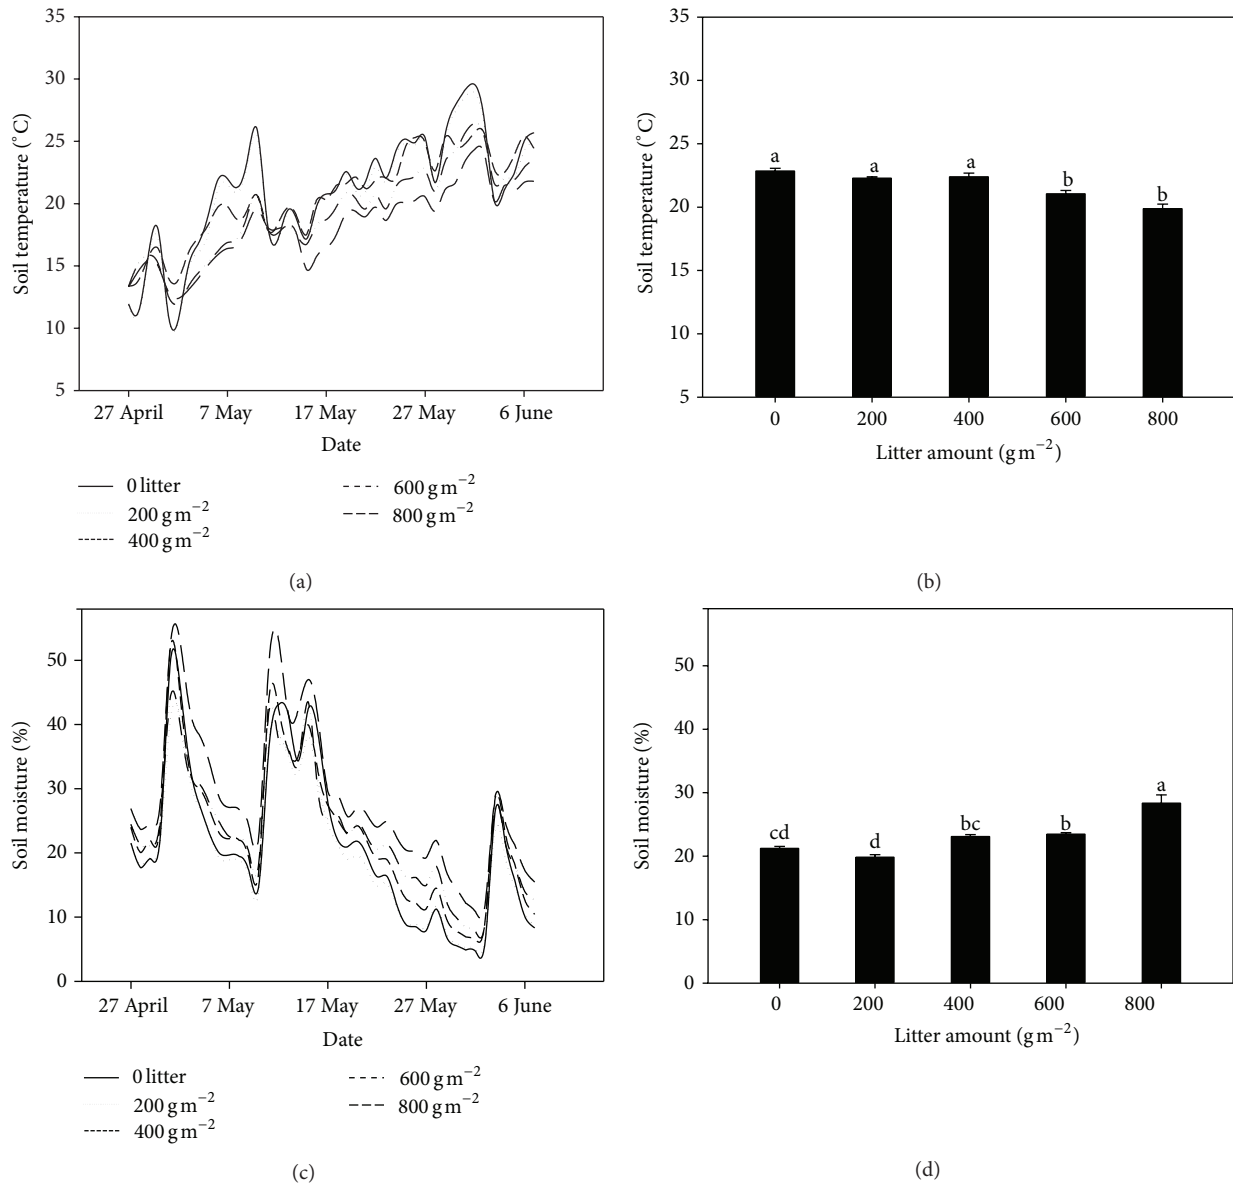 35
30
25
20
15
10
5
Soil temperature (°C)
27 April 7 May 17 May 27 May 6 June
Date
0 litter
200 g m−2
400 g m−2
600 g m−2
800 g m−2
(a)
35
30
25
20
15
10
5
Soil temperature (°C)
a a a b b
0 200 400 600 800
Litter amount (g m−2)
(b)
50
40
30
20
10
0
Soil moisture (%)
27 April 7 May 17 May 27 May 6 June
Date
0 litter
200 g m−2
400 g m−2
600 g m−2
800 g m−2
(c)
50
40
30
20
10
0
Soil moisture (%)
cd d bc b a
0 200 400 600 800
Litter amount (g m−2)
(d)